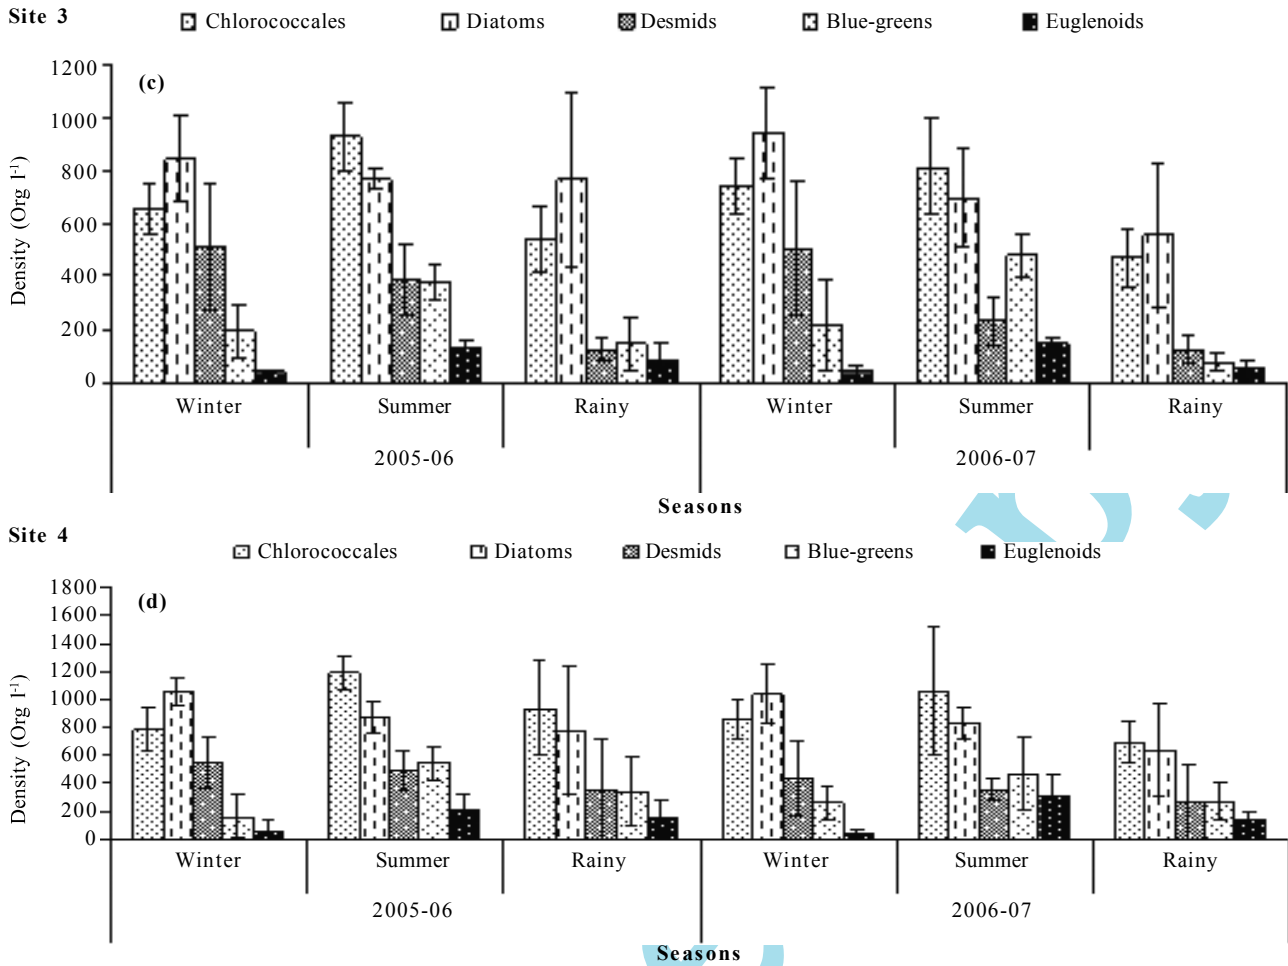 Site 3
Chlorococcales Diatoms Desmids Blue-greens Euglenoids
(c)
Density (Org l-1)
1200
1000
800
600
400
200
0
Winter Summer Rainy Winter Summer Rainy
2005-06 2006-07
Seasons
Site 4
Chlorococcales Diatoms Desmids Blue-greens Euglenoids
(d)
Density (Org l-1)
1800
1600
1400
1200
1000
800
600
400
200
0
Winter Summer Rainy Winter Summer Rainy
2005-06 2006-07
Seasons